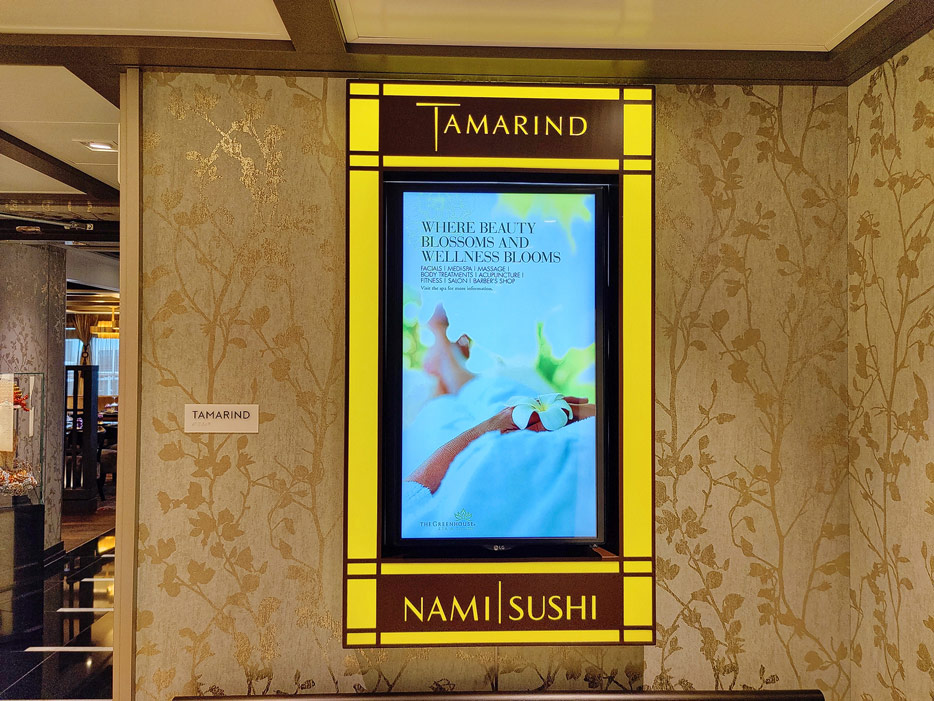 TAMARIND
WHERE BEAUTY
BLOSSOMS AND
WELLNESS BLOOMS
FACIALS | MEDISPA | MASSAGE |
BODY TREATMENTS | ACUPUNCTURE |
FITNESS | SALON | BARBER'S SHOP
Visit the spa for more information.
TAMARIND
THE GREENHOUSE
LG
NAMI | SUSHI